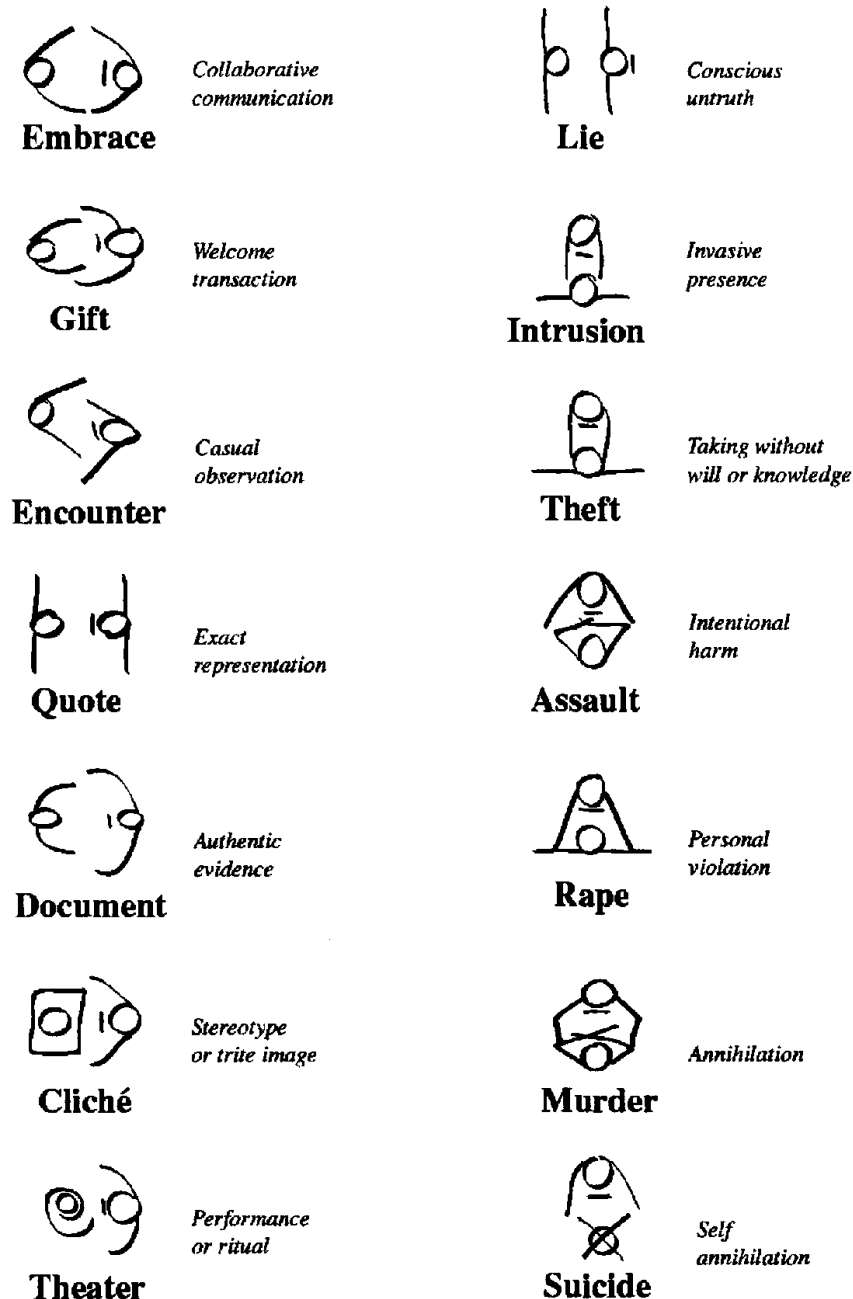 Collaborative
communication
Embrace
Welcome
transaction
Gift
Casual
observation
Encounter
Exact
representation
Quote
Authentic
evidence
Document
Stereotype
or trite image
Cliché
Performance
or ritual
Theater
Conscious
untruth
Lie
Invasive
presence
Intrusion
Taking without
will or knowledge
Theft
Intentional
harm
Assault
Personal
violation
Rape
Annihilation
Murder
Self
annihilation
Suicide